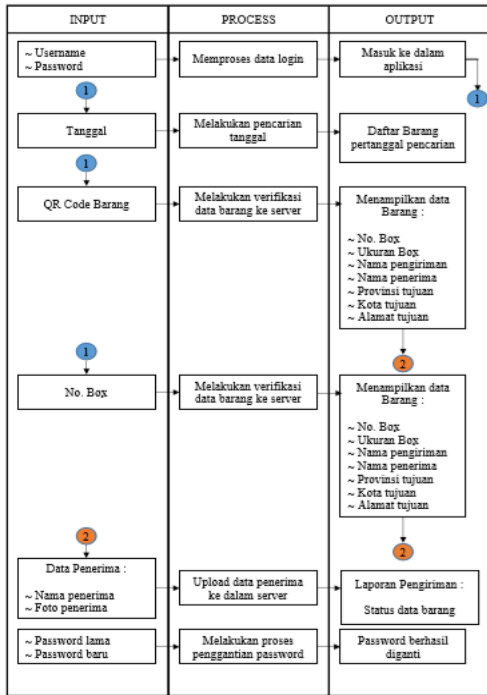 INPUT
PROCESS
OUTPUT
~ Username
~ Password
Memproses data login
Masuk ke dalam
aplikasi
1
1
Tanggal
Melakukan pencarian
tanggal
Daftar Barang
pertanggal pencarian
1
QR Code Barang
Melakukan verifikasi
data barang ke server
Menampilkan data
Barang :
~ No. Box
~ Ukuran Box
~ Nama pengiriman
~ Nama penerima
~ Provinsi tujuan
~ Kota tujuan
~ Alamat tujuan
2
1
No. Box
Melakukan verifikasi
data barang ke server
Menampilkan data
Barang :
~ No. Box
~ Ukuran Box
~ Nama pengiriman
~ Nama penerima
~ Provinsi tujuan
~ Kota tujuan
~ Alamat tujuan
2
2
Data Penerima :
~ Nama penerima
~ Foto penerima
Upload data penerima
ke dalam server
Laporan Pengiriman :
Status data barang
~ Password lama
~ Password baru
Melakukan proses
penggantian password
Password berhasil
diganti